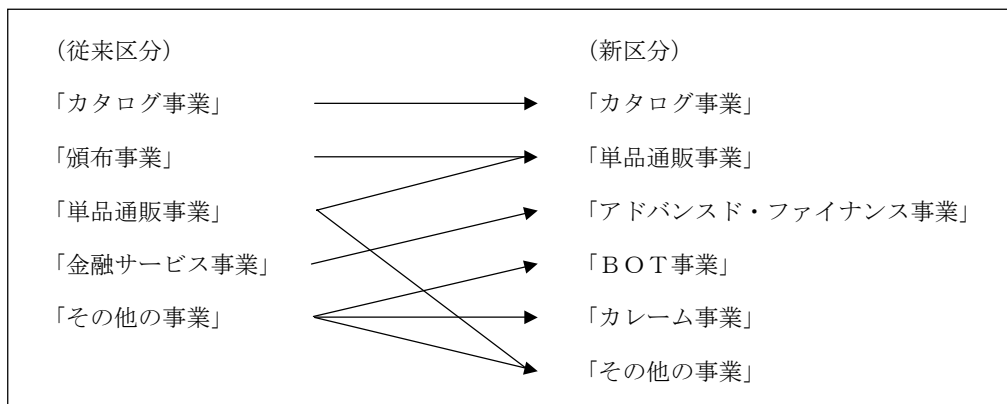 (従来区分)
「カタログ事業」
「頒布事業」
「単品通販事業」
「金融サービス事業」
「その他の事業」
(新区分)
「カタログ事業」
「単品通販事業」
「アドバンスド・ファイナンス事業」
「BOT事業」
「カレーム事業」
「その他の事業」